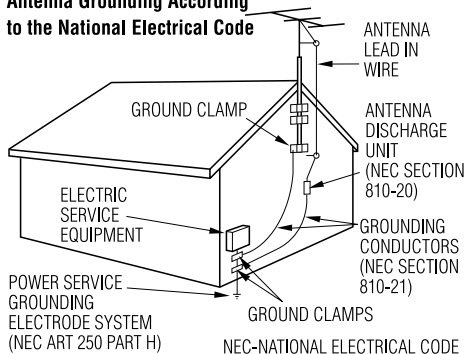 Antenna Grounding According
to the National Electrical Code
ANTENNA
LEAD IN
WIRE
GROUND CLAMP
ANTENNA
DISCHARGE
UNIT
(NEC SECTION
810-20)
ELECTRIC
SERVICE
EQUIPMENT
GROUNDING
CONDUCTORS
(NEC SECTION
810-21)
POWER SERVICE
GROUNDING
ELECTRODE SYSTEM
(NEC ART 250 PART H)
GROUND CLAMPS
NEC-NATIONAL ELECTRICAL CODE